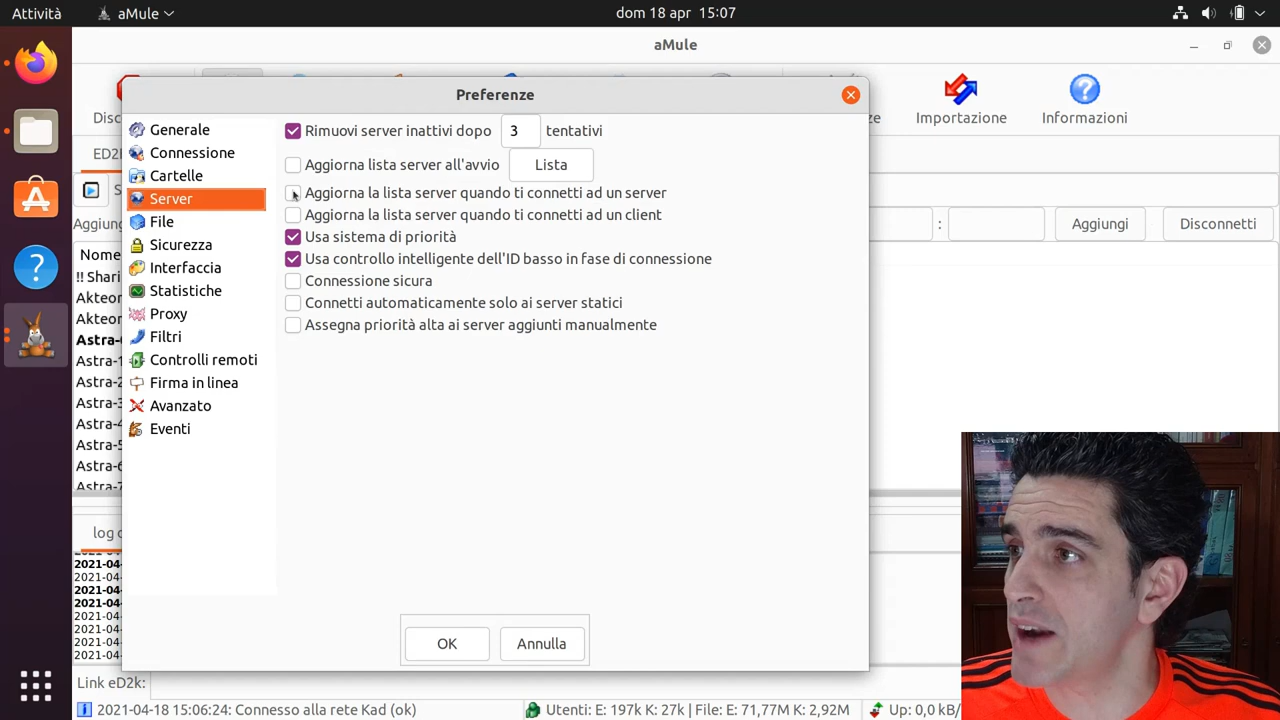 Attività
aMule
dom 18 apr 15:07
aMule
Importazione
Informazioni
Preferenze
Generale
Connessione
Cartelle
Server
File
Sicurezza
Interfaccia
Statistiche
Proxy
Filtri
Controlli remoti
Firma in linea
Avanzato
Eventi
Rimuovi server inattivi dopo 3 tentativi
Aggiorna lista server all'avvio Lista
Aggiorna la lista server quando ti connetti ad un server
Aggiorna la lista server quando ti connetti ad un client
Usa sistema di priorità
Usa controllo intelligente dell'ID basso in fase di connessione
Connessione sicura
Connetti automaticamente solo ai server statici
Assegna priorità alta ai server aggiunti manualmente
OK Annulla
: Aggiungi Disconnetti
Nome
!! Shari
Akteon
Akteon
Astra-
Astra-1
Astra-2
Astra-3
Astra-4
Astra-5
Astra-6
Astra-7
2021-04-
2021-04-
2021-04-
2021-04-
2021-04-
2021-04-
2021-04-
2021-04-
Link eD2k:
2021-04-18 15:06:24: Connesso alla rete Kad (ok)
Utenti: E: 197k K: 27k | File: E: 71,77M K: 2,92M
Up: 0,0 kB/